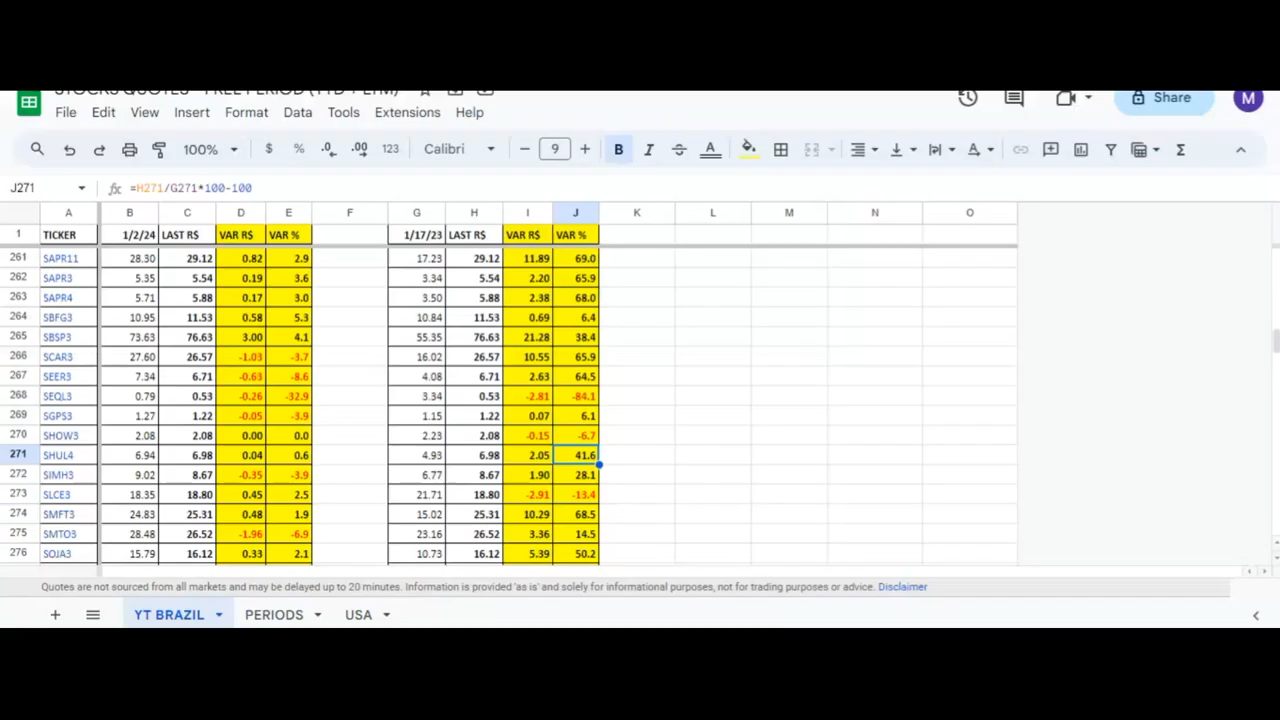 STOCKS QUOTES - FREE PERIOD (YTD + LTM)
File Edit View Insert Format Data Tools Extensions Help
Share M
100% $ % .0 .00 123 Calibri 9 B I A
J271 fx =H271/G271*100-100
A B C D E F G H I J K L M N O
1 TICKER 1/2/24 LAST R$ VAR R$ VAR % 1/17/23 LAST R$ VAR R$ VAR %
261 SAPR11 28.30 29.12 0.82 2.9 17.23 29.12 11.89 69.0
262 SAPR3 5.35 5.54 0.19 3.6 3.34 5.54 2.20 65.9
263 SAPR4 5.71 5.88 0.17 3.0 3.50 5.88 2.38 68.0
264 SBFG3 10.95 11.53 0.58 5.3 10.84 11.53 0.69 6.4
265 SBSP3 73.63 76.63 3.00 4.1 55.35 76.63 21.28 38.4
266 SCAR3 27.60 26.57 -1.03 -3.7 16.02 26.57 10.55 65.9
267 SEER3 7.34 6.71 -0.63 -8.6 4.08 6.71 2.63 64.5
268 SEQL3 0.79 0.53 -0.26 -32.9 3.34 0.53 -2.81 -84.1
269 SGPS3 1.27 1.22 -0.05 -3.9 1.15 1.22 0.07 6.1
270 SHOW3 2.08 2.08 0.00 0.0 2.23 2.08 -0.15 -6.7
271 SHUL4 6.94 6.98 0.04 0.6 4.93 6.98 2.05 41.6
272 SIMH3 9.02 8.67 -0.35 -3.9 6.77 8.67 1.90 28.1
273 SLCE3 18.35 18.80 0.45 2.5 21.71 18.80 -2.91 -13.4
274 SMFT3 24.83 25.31 0.48 1.9 15.02 25.31 10.29 68.5
275 SMTO3 28.48 26.52 -1.96 -6.9 23.16 26.52 3.36 14.5
276 SOJA3 15.79 16.12 0.33 2.1 10.73 16.12 5.39 50.2
Quotes are not sourced from all markets and may be delayed up to 20 minutes. Information is provided 'as is' and solely for informational purposes, not for trading purposes or advice. Disclaimer
YT BRAZIL PERIODS USA